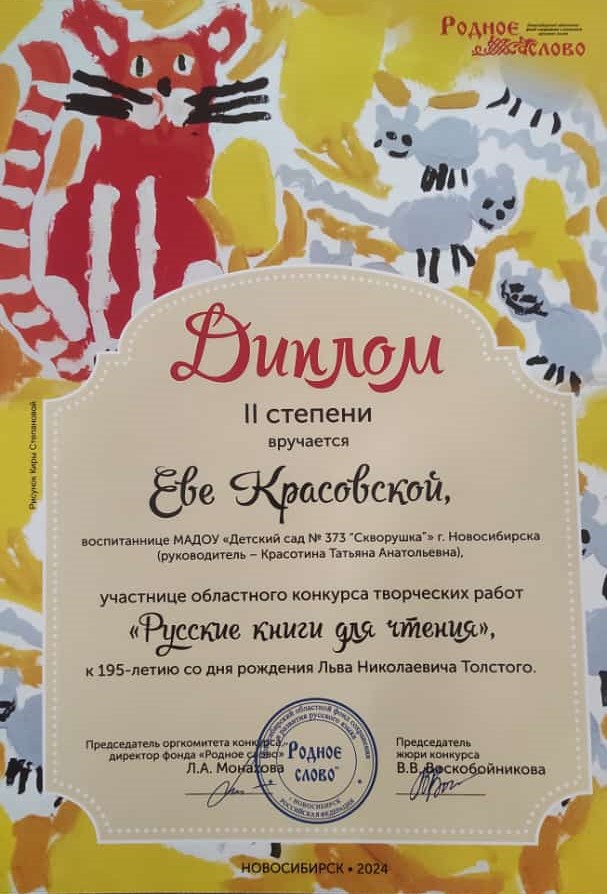 Родное
слово
Диплом
II степени
вручается
Еве Красовской,
воспитаннице МАДОУ «Детский сад № 373 "Скворушка"» г. Новосибирска
(руководитель – Красотина Татьяна Анатольевна),
участнице областного конкурса творческих работ
«Русские книги для чтения»,
к 195-летию со дня рождения Льва Николаевича Толстого.
Рисунок Киры Степановой
Председатель оргкомитета конкурса,
директор фонда «Родное слово»
Л.А. Монахова
Председатель
жюри конкурса
В.В. Воскобойникова
"Родное
слово"
г.НОВОСИБИРСК
РОССИЙСКАЯ ФЕДЕРАЦИЯ
НОВОСИБИРСК • 2024